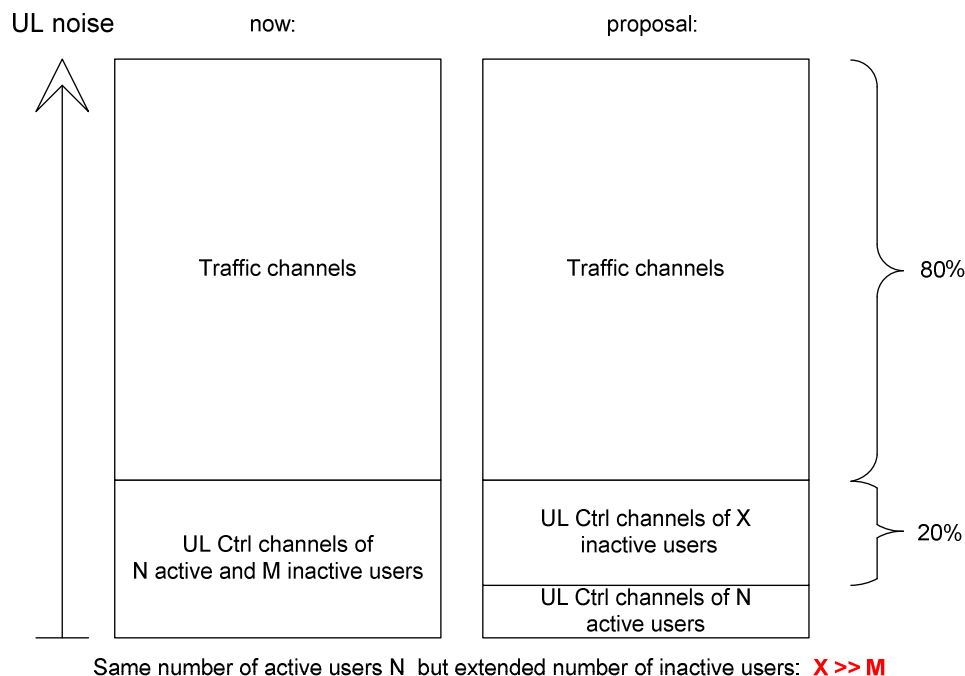 UL noise
now:
proposal:
Traffic channels
Traffic channels
80%
UL Ctrl channels of
N active and M inactive users
UL Ctrl channels of X
inactive users
20%
UL Ctrl channels of N
active users
Same number of active users N but extended number of inactive users: X >> M